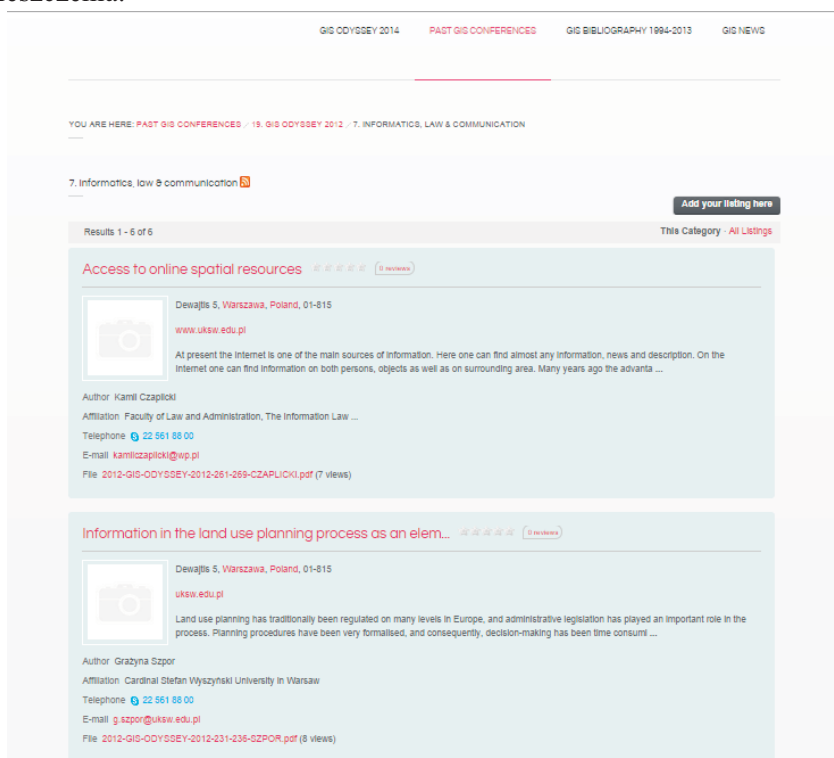 GIS ODYSSEY 2014 PAST GIS CONFERENCES GIS BIBLIOGRAPHY 1994-2013 GIS NEWS
YOU ARE HERE: PAST GIS CONFERENCES / 19. GIS ODYSSEY 2012 / 7. INFORMATICS, LAW & COMMUNICATION
7. Informatics, law & communication
Add your listing here
Results 1 - 6 of 6 This Category - All Listings
Access to online spatial resources 0 reviews
Dewajtis 5, Warszawa, Poland, 01-815
www.uksw.edu.pl
At present the Internet is one of the main sources of information. Here one can find almost any information, news and description. On the
Internet one can find information on both persons, objects as well as on surrounding area. Many years ago the advanta ...
Author Kamil Czaplicki
Affiliation Faculty of Law and Administration, The Information Law ...
Telephone 22 561 88 00
E-mail kamilczaplicki@wp.pl
File 2012-GIS-ODYSSEY-2012-261-269-CZAPLICKI.pdf (7 views)
Information in the land use planning process as an elem... 0 reviews
Dewajtis 5, Warszawa, Poland, 01-815
uksw.edu.pl
Land use planning has traditionally been regulated on many levels in Europe, and administrative legislation has played an important role in the
process. Planning procedures have been very formalised, and consequently, decision-making has been time consumi ...
Author Grażyna Szpor
Affiliation Cardinal Stefan Wyszyński University in Warsaw
Telephone 22 561 88 00
E-mail g.szpor@uksw.edu.pl
File 2012-GIS-ODYSSEY-2012-231-236-SZPOR.pdf (8 views)